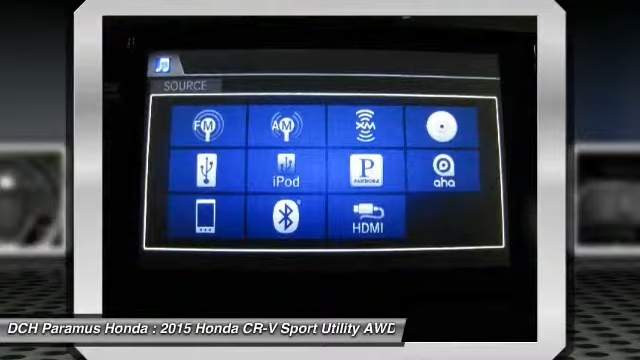 SOURCE
FM AM XM
iPod PANDORA aha
HDMI
DCH Paramus Honda : 2015 Honda CR-V Sport Utility AWD